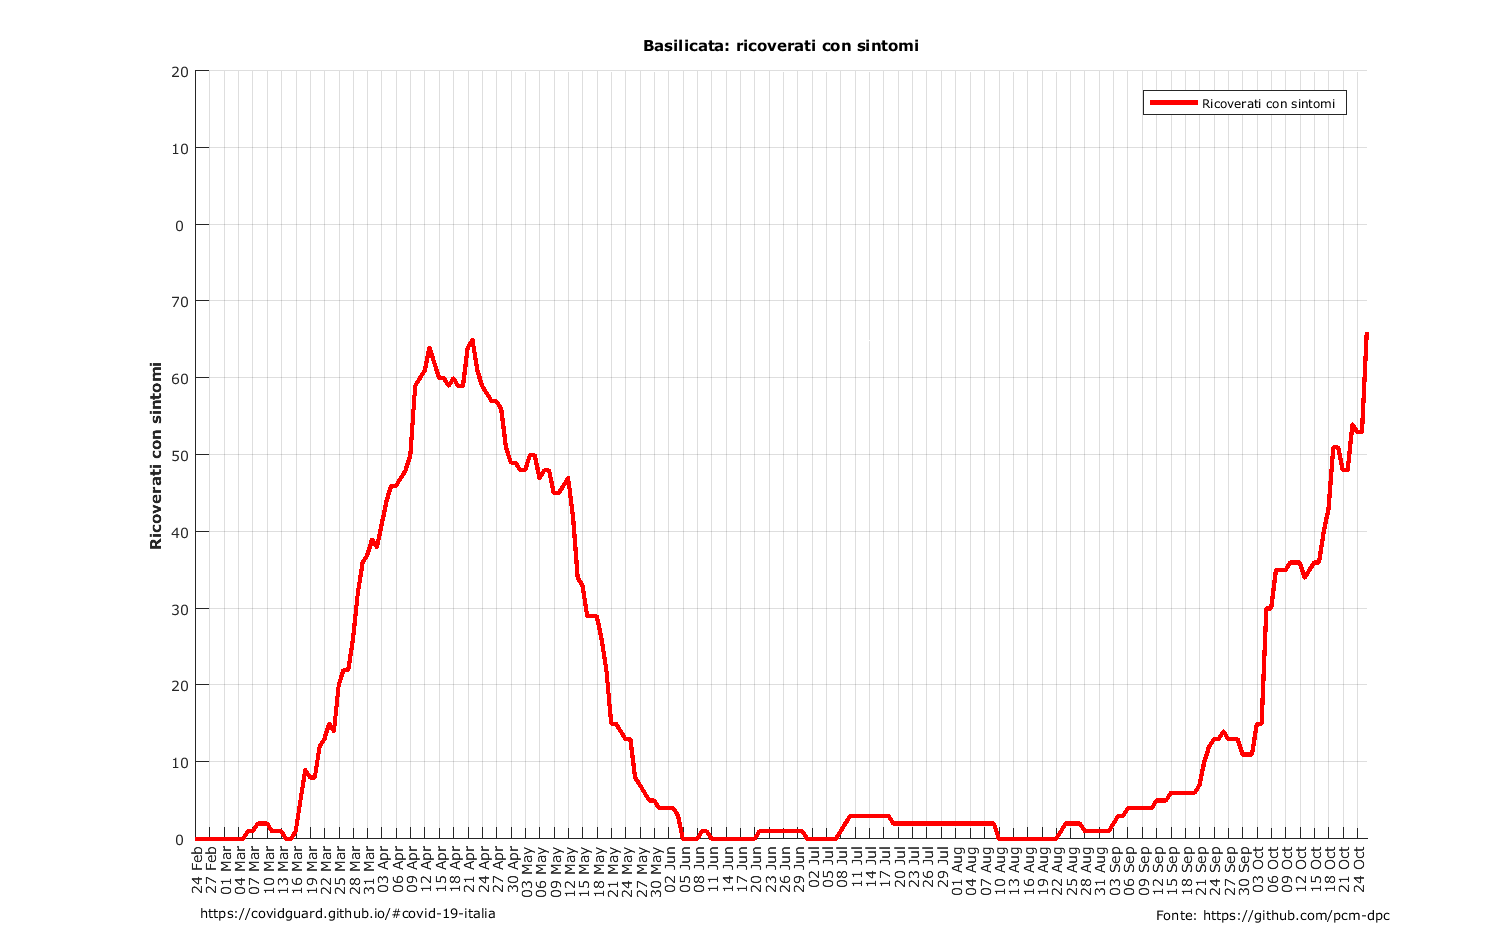 Basilicata: ricoverati con sintomi
Ricoverati con sintomi
20
10
0
70
60
50
40
30
20
10
0
Ricoverati con sintomi
24 Feb
27 Feb
01 Mar
04 Mar
07 Mar
10 Mar
13 Mar
16 Mar
19 Mar
22 Mar
25 Mar
28 Mar
31 Mar
03 Apr
06 Apr
09 Apr
12 Apr
15 Apr
18 Apr
21 Apr
24 Apr
27 Apr
30 Apr
03 May
06 May
09 May
12 May
15 May
18 May
21 May
24 May
27 May
30 May
02 Jun
05 Jun
08 Jun
11 Jun
14 Jun
17 Jun
20 Jun
23 Jun
26 Jun
29 Jun
02 Jul
05 Jul
08 Jul
11 Jul
14 Jul
17 Jul
20 Jul
23 Jul
26 Jul
29 Jul
01 Aug
04 Aug
07 Aug
10 Aug
13 Aug
16 Aug
19 Aug
22 Aug
25 Aug
28 Aug
31 Aug
03 Sep
06 Sep
09 Sep
12 Sep
15 Sep
18 Sep
21 Sep
24 Sep
27 Sep
30 Sep
03 Oct
06 Oct
09 Oct
12 Oct
15 Oct
18 Oct
21 Oct
24 Oct
https://covidguard.github.io/#covid-19-italia
Fonte: https://github.com/pcm-dpc